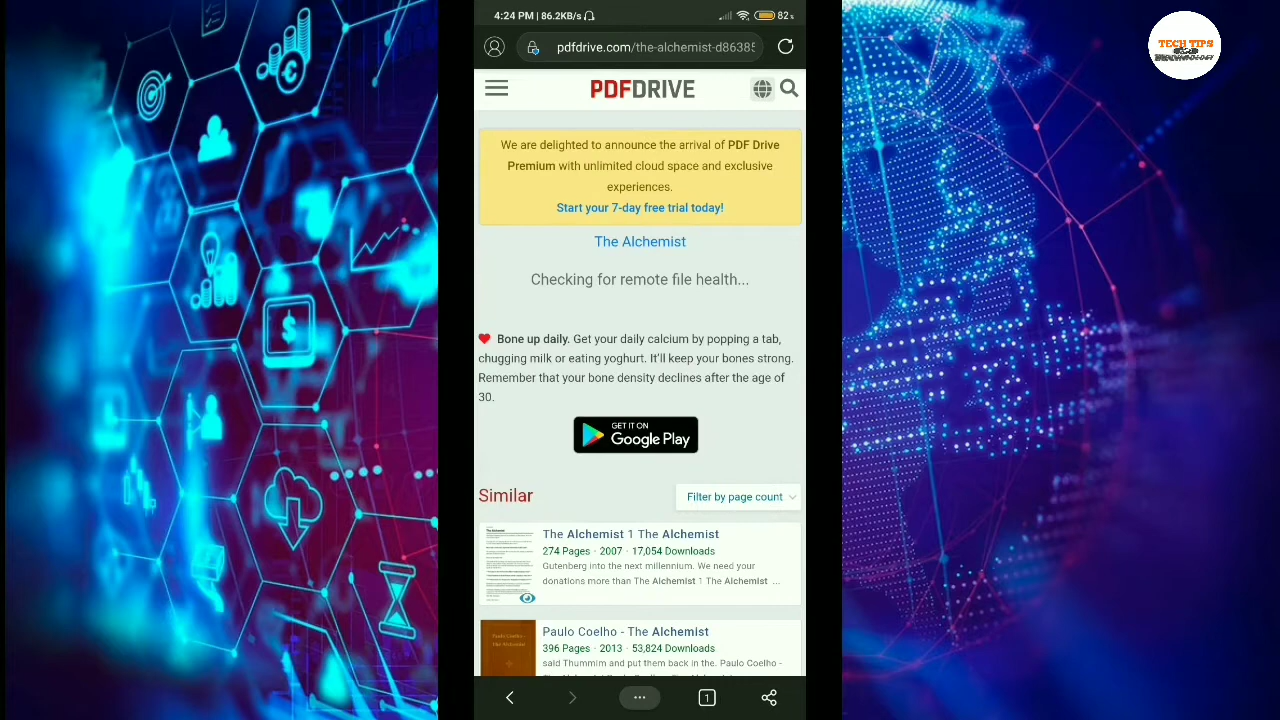 4:24 PM | 86.2KB/s
82%
pdfdrive.com/the-alchemist-d88385
PDFDRIVE
We are delighted to announce the arrival of PDF Drive
Premium with unlimited cloud space and exclusive
experiences.
Start your 7-day free trial today!
The Alchemist
Checking for remote file health...
Bone up daily. Get your daily calcium by popping a tab,
chugging milk or eating yoghurt. It'll keep your bones strong.
Remember that your bone density declines after the age of
30.
GET IT ON
Google Play
Similar
Filter by page count
The Alchemist 1 The Alchemist
274 Pages · 2007 · 17,815 Downloads
Gutenberg into the next millennium. We need your
donations more than The Alchemist 1 The Alchemist ...
Paulo Coelho - The Alchemist
396 Pages · 2013 · 53,824 Downloads
said Thummim and put them back in the. Paulo Coelho -
1
TECH TIPS